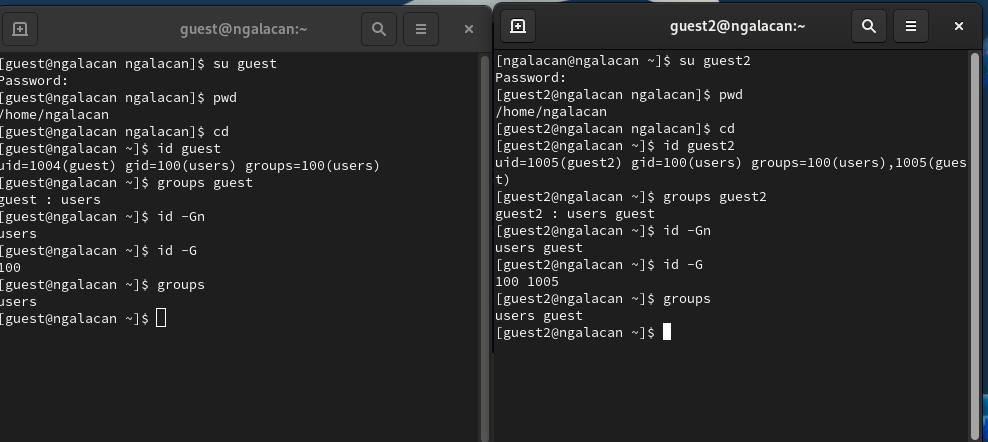 guest@ngalacan:~
[guest@ngalacan ngalacan]$ su guest
Password:
[guest@ngalacan ngalacan]$ pwd
/home/ngalacan
[guest@ngalacan ngalacan]$ cd
[guest@ngalacan ~]$ id guest
uid=1004(guest) gid=100(users) groups=100(users)
[guest@ngalacan ~]$ groups guest
guest : users
[guest@ngalacan ~]$ id -Gn
users
[guest@ngalacan ~]$ id -G
100
[guest@ngalacan ~]$ groups
users
[guest@ngalacan ~]$
guest2@ngalacan:~
[ngalacan@ngalacan ~]$ su guest2
Password:
[guest2@ngalacan ngalacan]$ pwd
/home/ngalacan
[guest2@ngalacan ngalacan]$ cd
[guest2@ngalacan ~]$ id guest2
uid=1005(guest2) gid=100(users) groups=100(users),1005(gues
t)
[guest2@ngalacan ~]$ groups guest2
guest2 : users guest
[guest2@ngalacan ~]$ id -Gn
users guest
[guest2@ngalacan ~]$ id -G
100 1005
[guest2@ngalacan ~]$ groups
users guest
[guest2@ngalacan ~]$